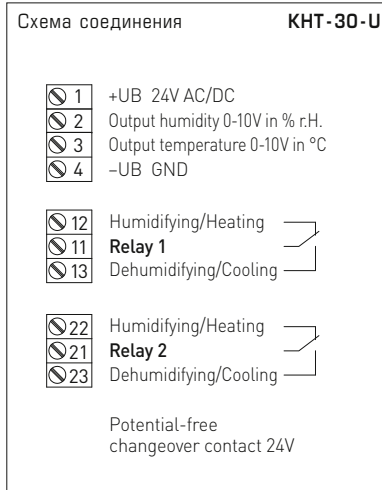 Схема соединения KHT-30-U
1 +UB 24V AC/DC
2 Output humidity 0-10V in % r.H.
3 Output temperature 0-10V in °C
4 –UB GND
12 Humidifying/Heating
11 Relay 1
13 Dehumidifying/Cooling
22 Humidifying/Heating
21 Relay 2
23 Dehumidifying/Cooling
Potential-free
changeover contact 24V